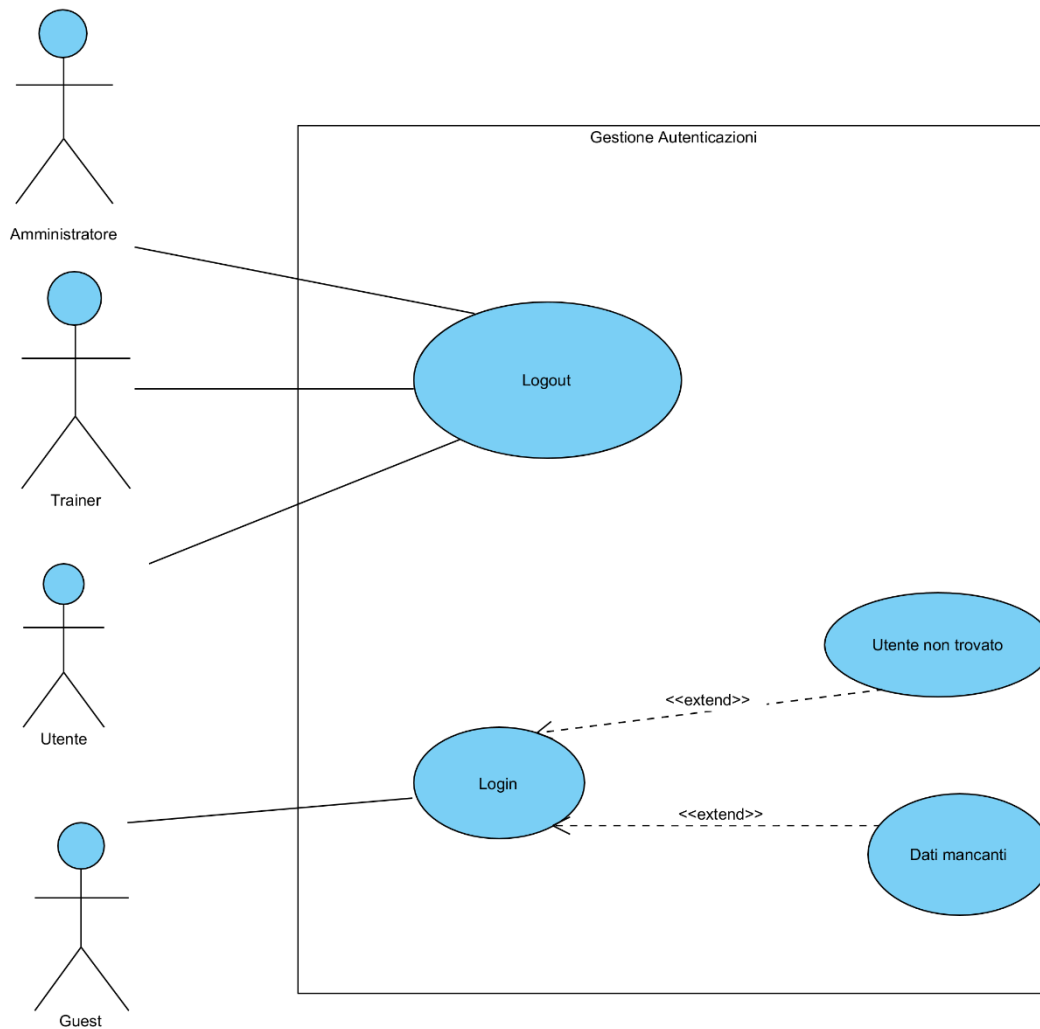 Gestione Autenticazioni
Amministratore
Logout
Trainer
Utente non trovato
<<extend>>
Utente
Login
<<extend>>
Dati mancanti
Guest